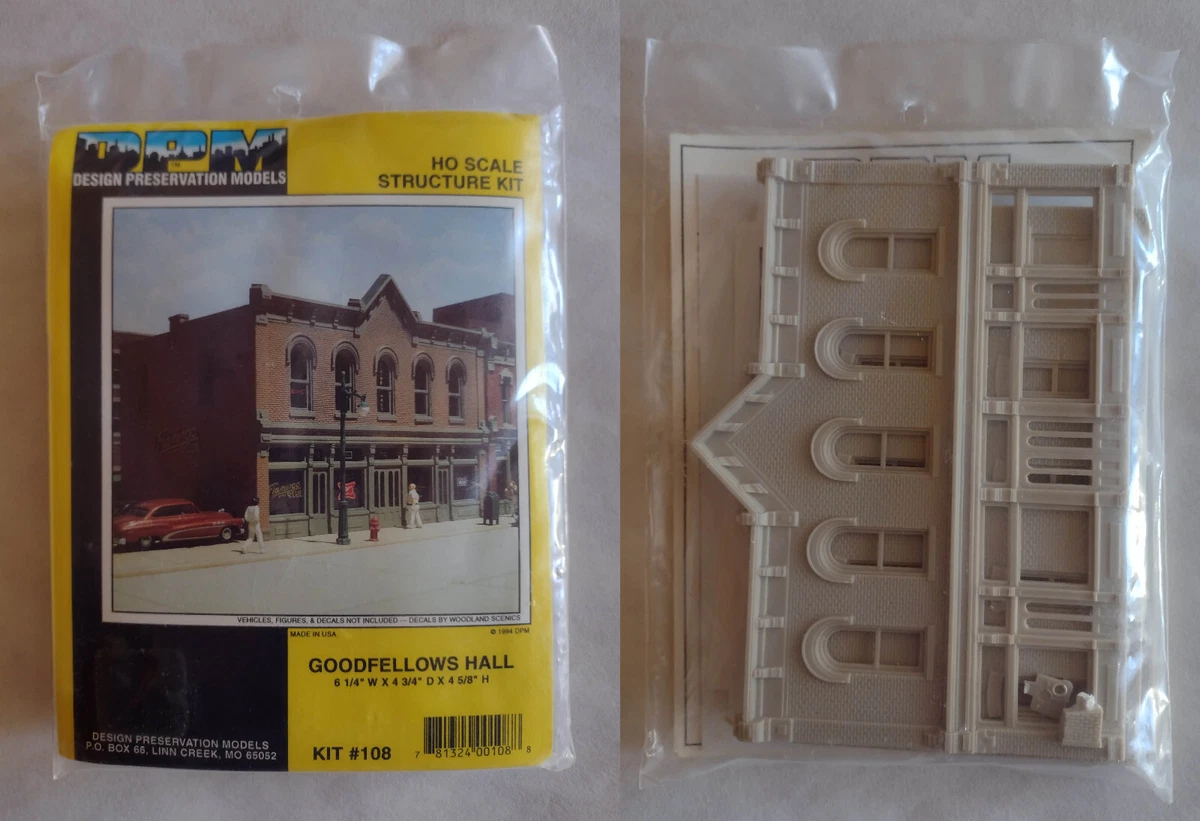 DPM
TM
DESIGN PRESERVATION MODELS
HO SCALE
STRUCTURE KIT
VEHICLES, FIGURES, & DECALS NOT INCLUDED — DECALS BY WOODLAND SCENICS
MADE IN USA
© 1994 DPM
GOODFELLOWS HALL
6 1/4" W X 4 3/4" D X 4 5/8" H
DESIGN PRESERVATION MODELS
P.O. BOX 66, LINN CREEK, MO 65052
KIT #108
7 81324 00108 8